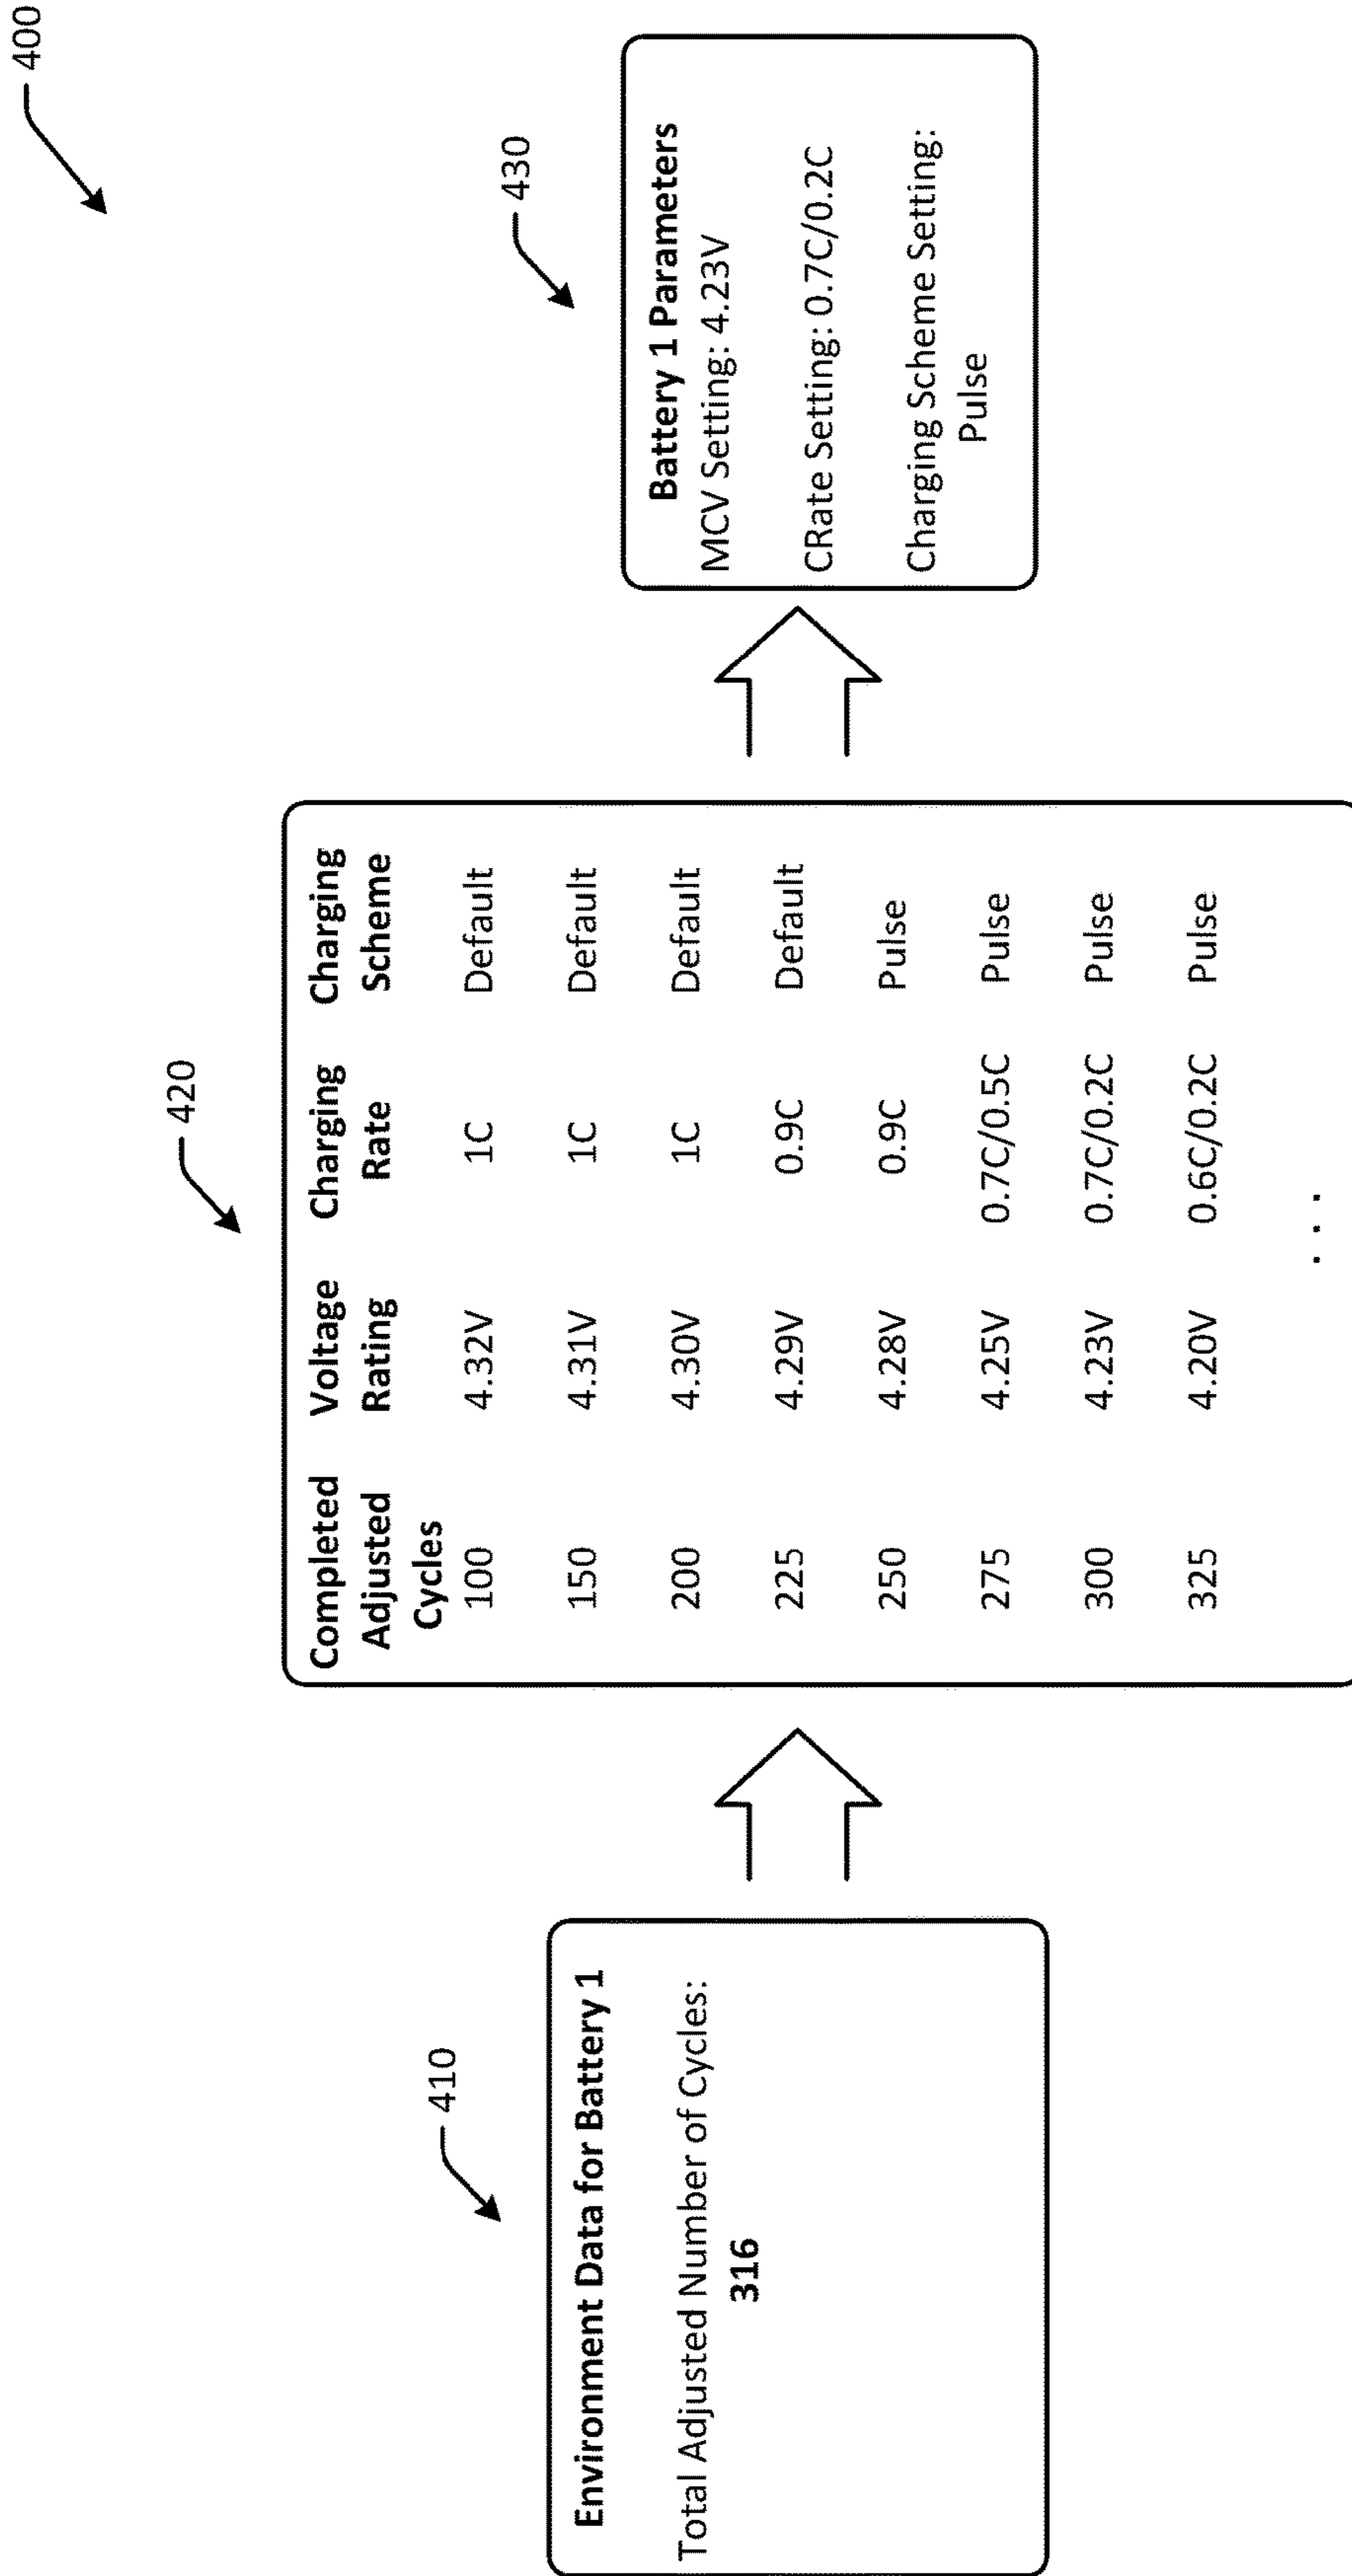 400
410
Environment Data for Battery 1
Total Adjusted Number of Cycles:
316
420
Completed Voltage Charging Charging
Adjusted Rating Rate Scheme
Cycles
100 4.32V 1C Default
150 4.31V 1C Default
200 4.30V 1C Default
225 4.29V 0.9C Default
250 4.28V 0.9C Pulse
275 4.25V 0.7C/0.5C Pulse
300 4.23V 0.7C/0.2C Pulse
325 4.20V 0.6C/0.2C Pulse
. . .
430
Battery 1 Parameters
MCV Setting: 4.23V
CRate Setting: 0.7C/0.2C
Charging Scheme Setting:
Pulse